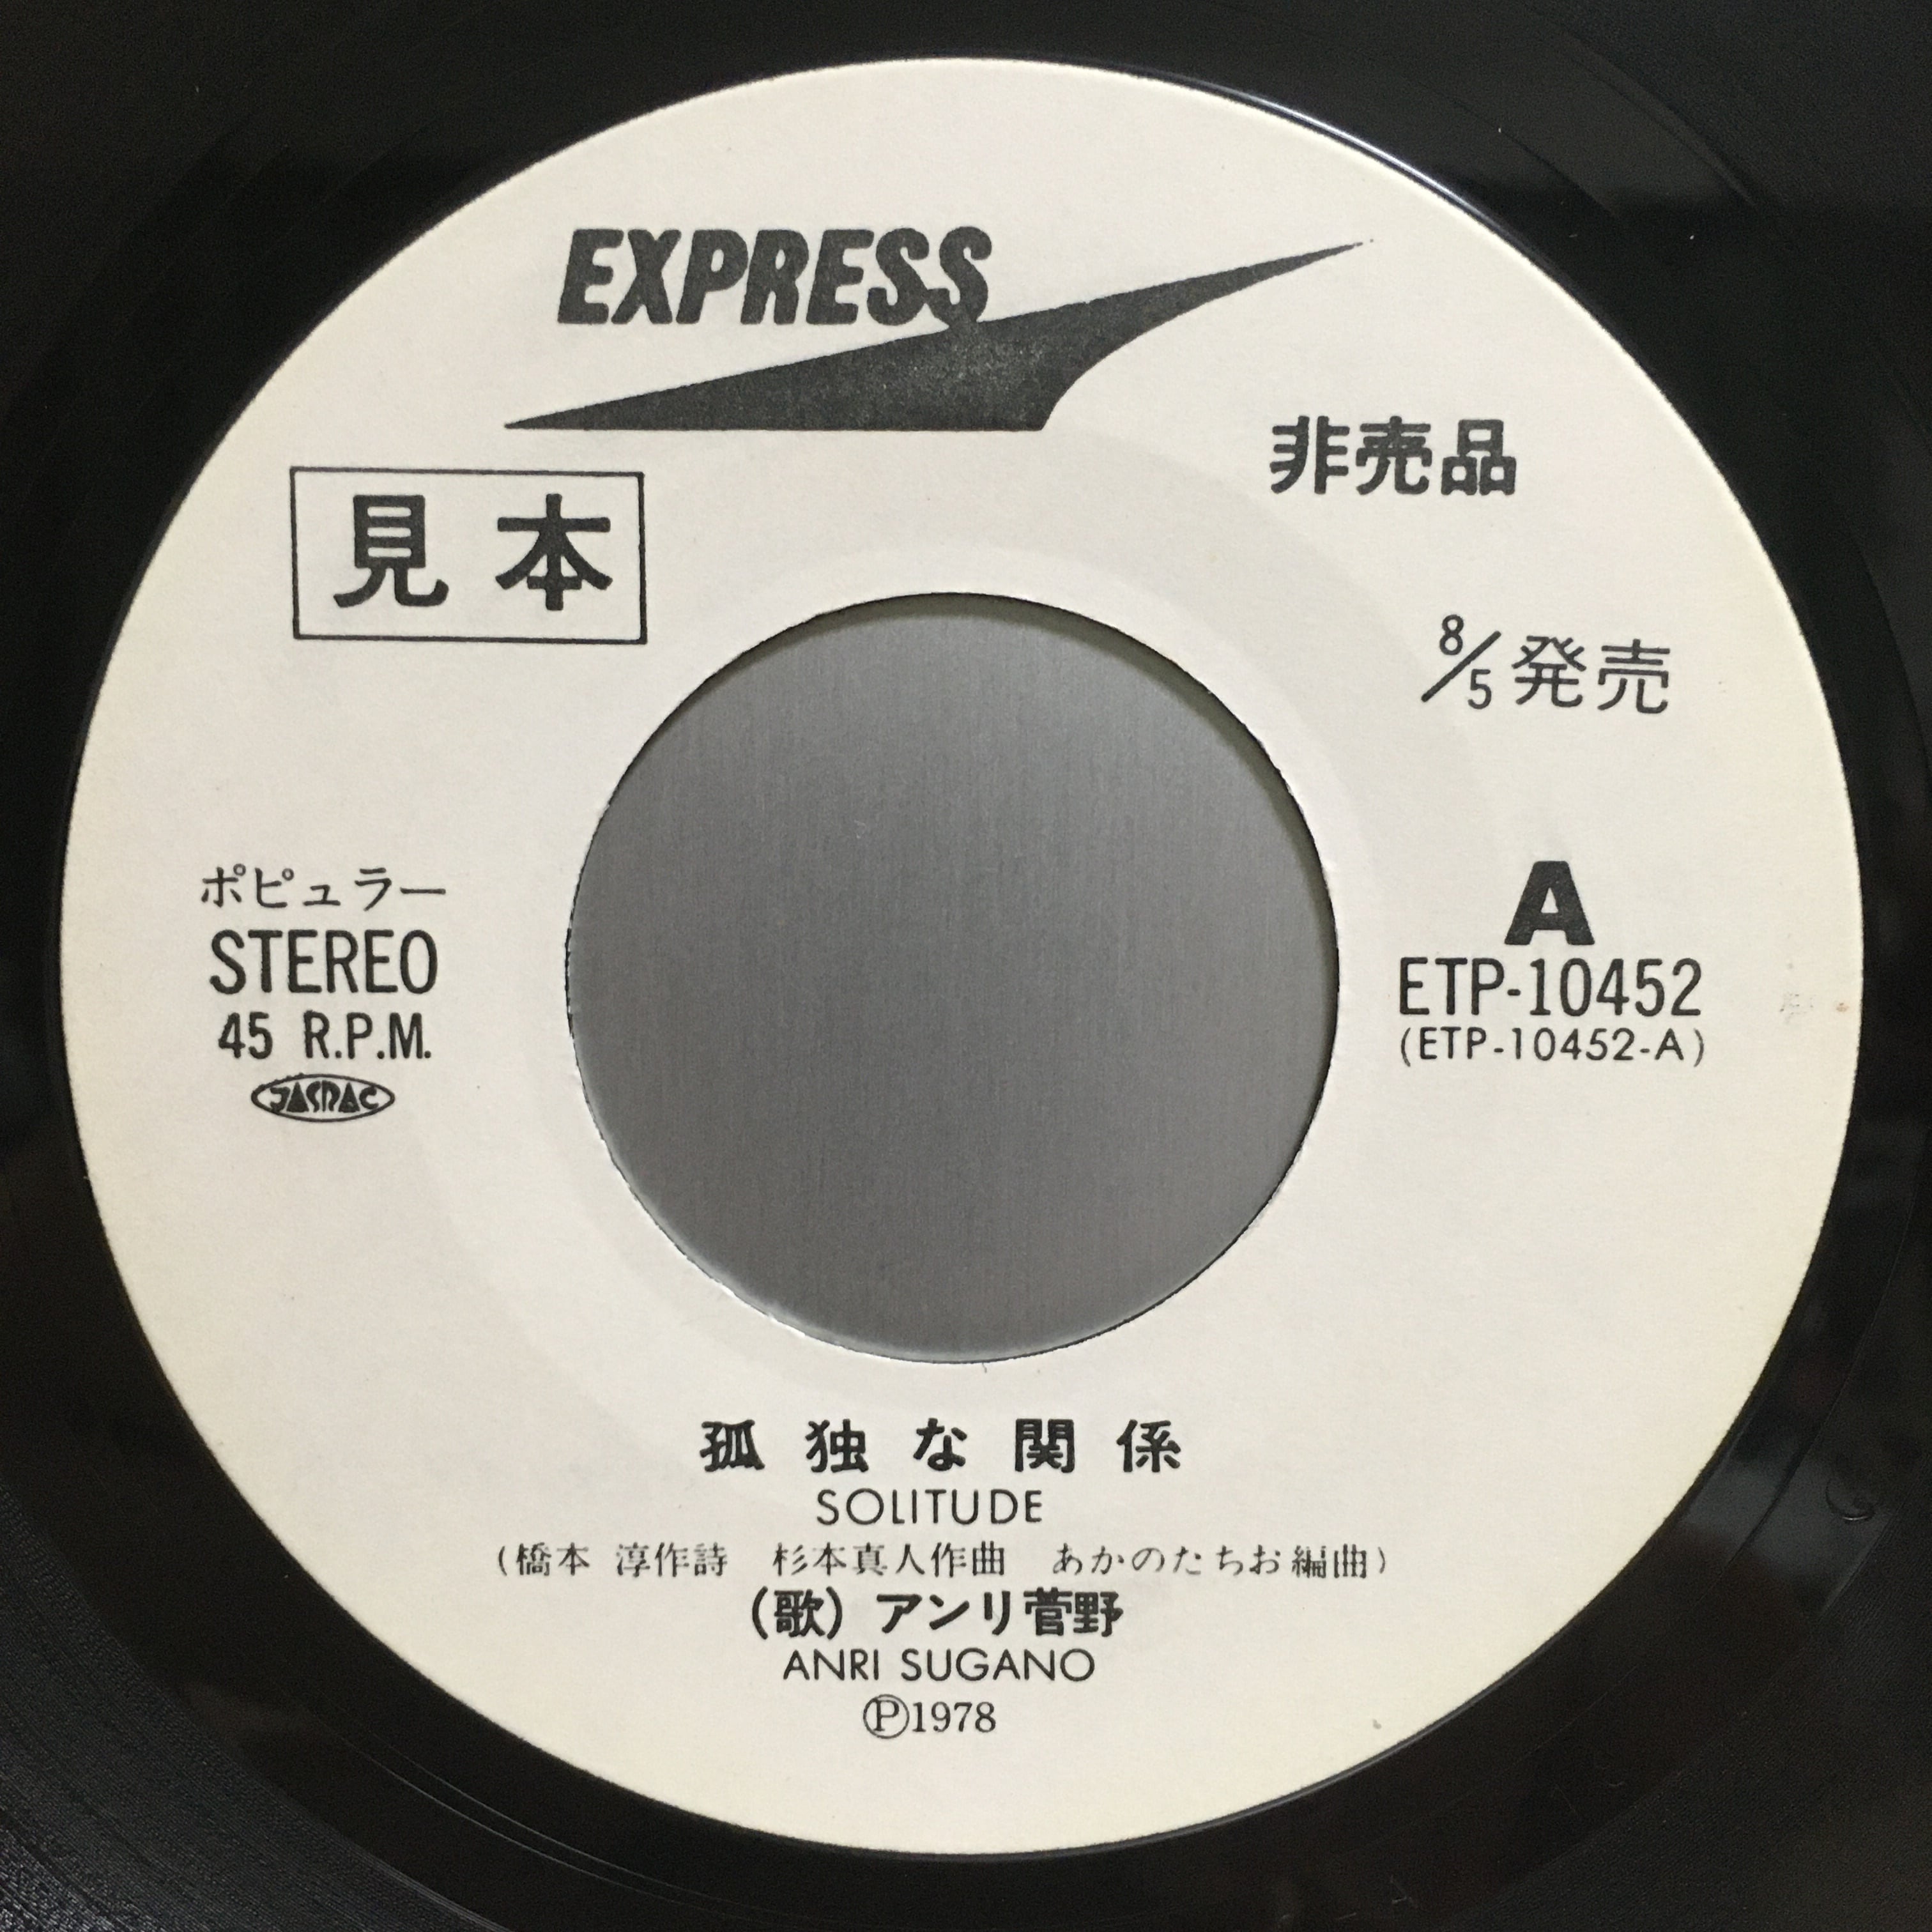 EXPRESS
非売品
見本
8/5発売
ポピュラー
STEREO
45 R.P.M.
JASRAC
A
ETP-10452
(ETP-10452-A)
孤独な関係
SOLITUDE
(橋本 淳作詩 杉本真人作曲 あかのたちお編曲)
(歌) アンリ菅野
ANRI SUGANO
Ⓟ1978